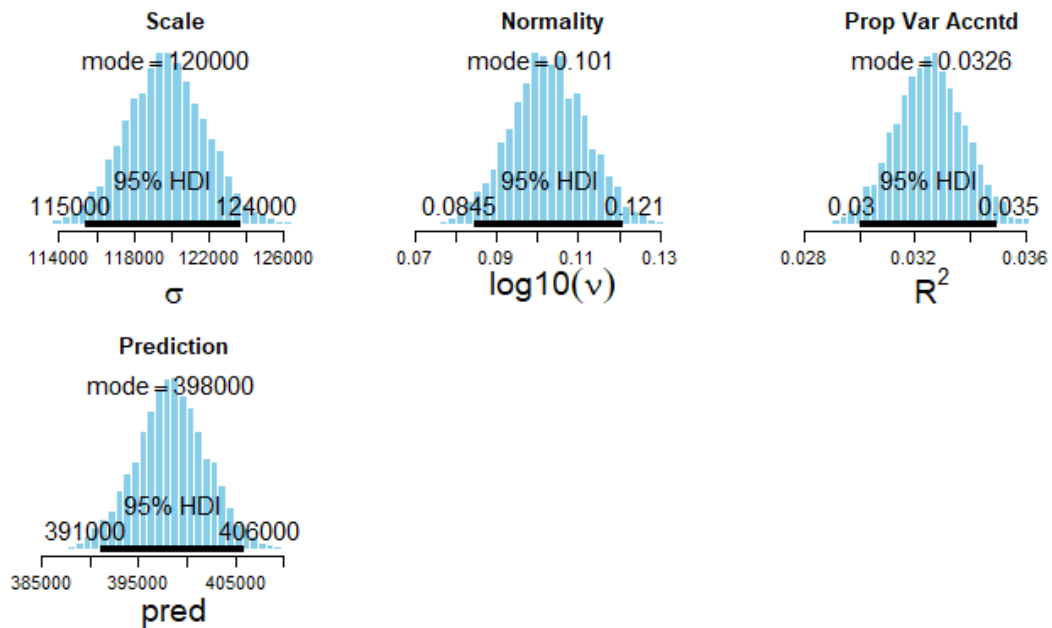 Scale
mode = 120000
95% HDI
115000 124000
114000 118000 122000 126000
σ
Normality
mode = 0.101
95% HDI
0.0845 0.121
0.07 0.09 0.11 0.13
log10(ν)
Prop Var Accntd
mode = 0.0326
95% HDI
0.03 0.035
0.028 0.032 0.036
R²
Prediction
mode = 398000
95% HDI
391000 406000
385000 395000 405000
pred